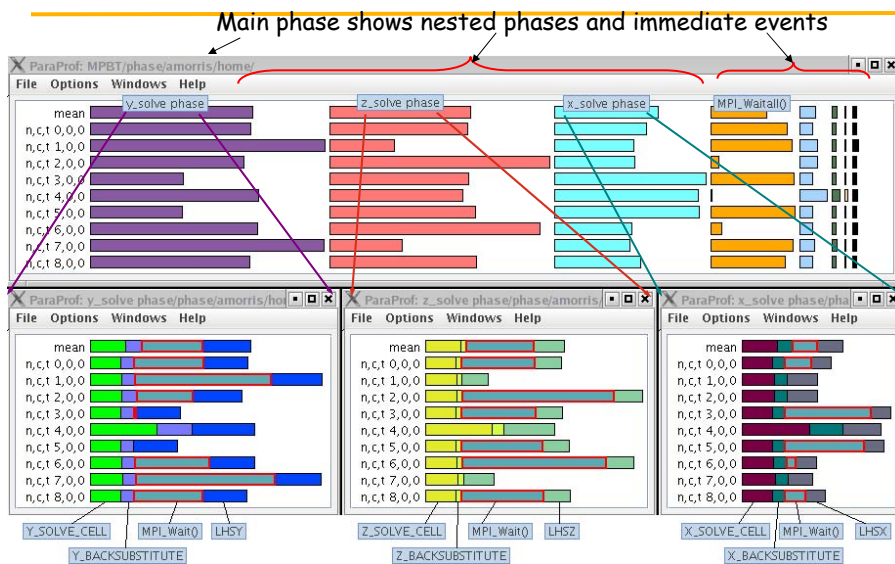 Main phase shows nested phases and immediate events
ParaProf: MPBT/phase/amorris/home/
File Options Windows Help
y_solve phase
z_solve phase
x_solve phase
MPI_Waitall()
mean
n,c,t 0,0,0
n,c,t 1,0,0
n,c,t 2,0,0
n,c,t 3,0,0
n,c,t 4,0,0
n,c,t 5,0,0
n,c,t 6,0,0
n,c,t 7,0,0
n,c,t 8,0,0
ParaProf: y_solve phase/phase/amorris/ho
File Options Windows Help
mean
n,c,t 0,0,0
n,c,t 1,0,0
n,c,t 2,0,0
n,c,t 3,0,0
n,c,t 4,0,0
n,c,t 5,0,0
n,c,t 6,0,0
n,c,t 7,0,0
n,c,t 8,0,0
Y_SOLVE_CELL
MPI_Wait()
LHSY
Y_BACKSUBSTITUTE
ParaProf: z_solve phase/phase/amorris/
File Options Windows Help
mean
n,c,t 0,0,0
n,c,t 1,0,0
n,c,t 2,0,0
n,c,t 3,0,0
n,c,t 4,0,0
n,c,t 5,0,0
n,c,t 6,0,0
n,c,t 7,0,0
n,c,t 8,0,0
Z_SOLVE_CELL
MPI_Wait()
LHSZ
Z_BACKSUBSTITUTE
ParaProf: x_solve phase/pha
File Options Windows Help
mean
n,c,t 0,0,0
n,c,t 1,0,0
n,c,t 2,0,0
n,c,t 3,0,0
n,c,t 4,0,0
n,c,t 5,0,0
n,c,t 6,0,0
n,c,t 7,0,0
n,c,t 8,0,0
X_SOLVE_CELL
MPI_Wait()
LHSX
X_BACKSUBSTITUTE